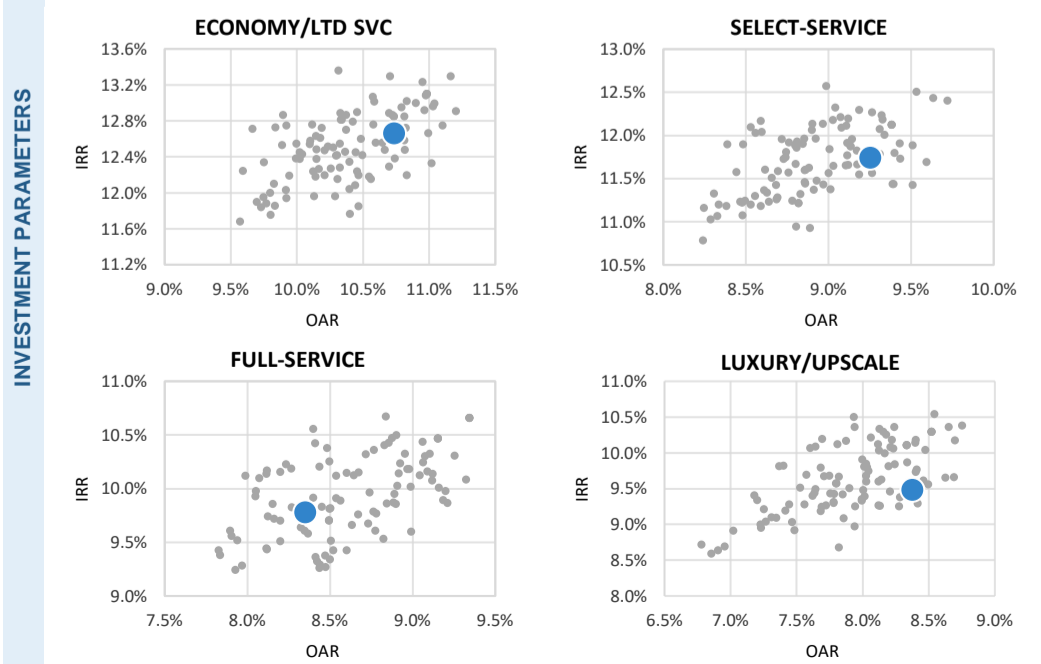 INVESTMENT PARAMETERS
ECONOMY/LTD SVC
13.6%
13.2%
12.8%
12.4%
12.0%
11.6%
11.2%
IRR
9.0% 9.5% 10.0% 10.5% 11.0% 11.5%
OAR
SELECT-SERVICE
13.0%
12.5%
12.0%
11.5%
11.0%
10.5%
IRR
8.0% 8.5% 9.0% 9.5% 10.0%
OAR
FULL-SERVICE
11.0%
10.5%
10.0%
9.5%
9.0%
IRR
7.5% 8.0% 8.5% 9.0% 9.5%
OAR
LUXURY/UPSCALE
11.0%
10.5%
10.0%
9.5%
9.0%
8.5%
8.0%
IRR
6.5% 7.0% 7.5% 8.0% 8.5% 9.0%
OAR